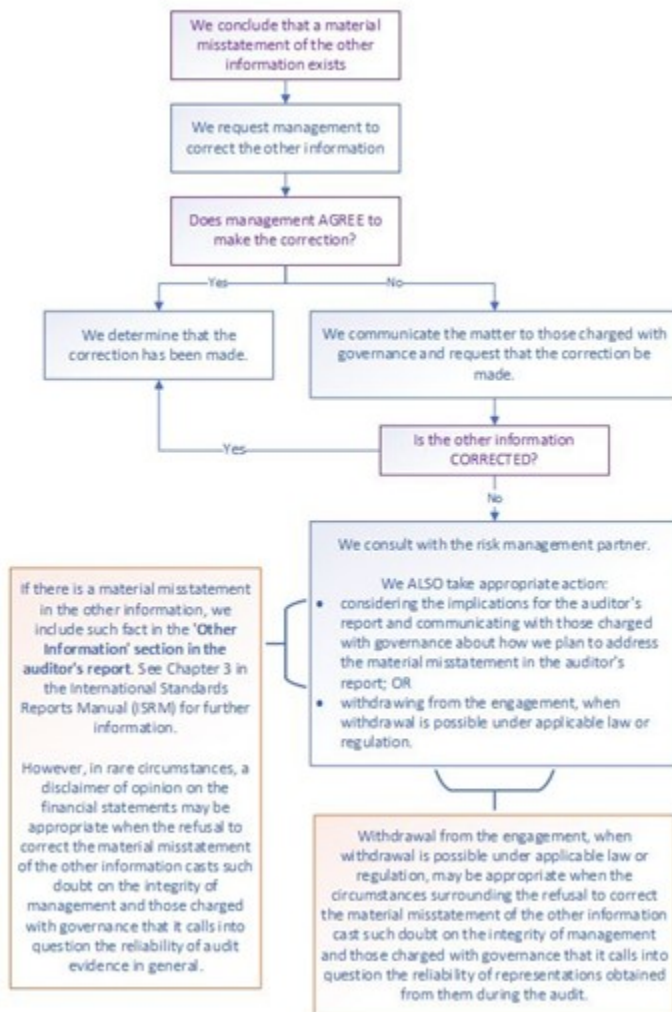 We conclude that a material
misstatement of the other
information exists
We request management to
correct the other information
Does management AGREE to
make the correction?
Yes
No
We determine that the
correction has been made.
We communicate the matter to those charged with
governance and request that the correction be
made.
Is the other information
CORRECTED?
Yes
No
We consult with the risk management partner.
We ALSO take appropriate action:
• considering the implications for the auditor's
report and communicating with those charged
with governance about how we plan to address
the material misstatement in the auditor's
report; OR
• withdrawing from the engagement, when
withdrawal is possible under applicable law or
regulation.
If there is a material misstatement
in the other information, we
include such fact in the 'Other
Information' section in the
auditor's report. See Chapter 3 in
the International Standards
Reports Manual (ISRM) for further
information.
However, in rare circumstances, a
disclaimer of opinion on the
financial statements may be
appropriate when the refusal to
correct the material misstatement
of the other information casts such
doubt on the integrity of
management and those charged
with governance that it calls into
question the reliability of audit
evidence in general.
Withdrawal from the engagement, when
withdrawal is possible under applicable law or
regulation, may be appropriate when the
circumstances surrounding the refusal to correct
the material misstatement of the other information
cast such doubt on the integrity of management
and those charged with governance that it calls into
question the reliability of representations obtained
from them during the audit.